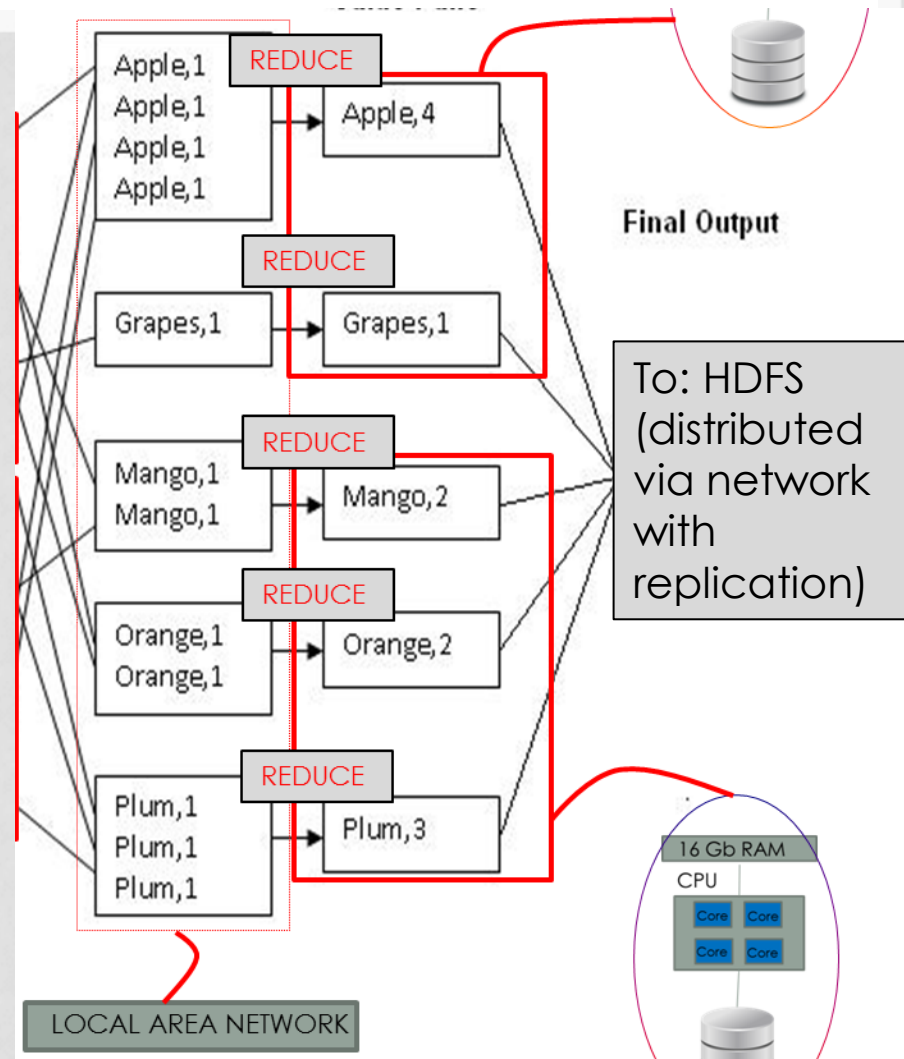 Apple,1
Apple,1
Apple,1
Apple,1
REDUCE
Apple,4
Final Output
Grapes,1
REDUCE
Grapes,1
To: HDFS
(distributed
via network
with
replication)
Mango,1
Mango,1
REDUCE
Mango,2
Orange,1
Orange,1
REDUCE
Orange,2
Plum,1
Plum,1
Plum,1
REDUCE
Plum,3
16 Gb RAM
CPU
Core Core
Core Core
LOCAL AREA NETWORK